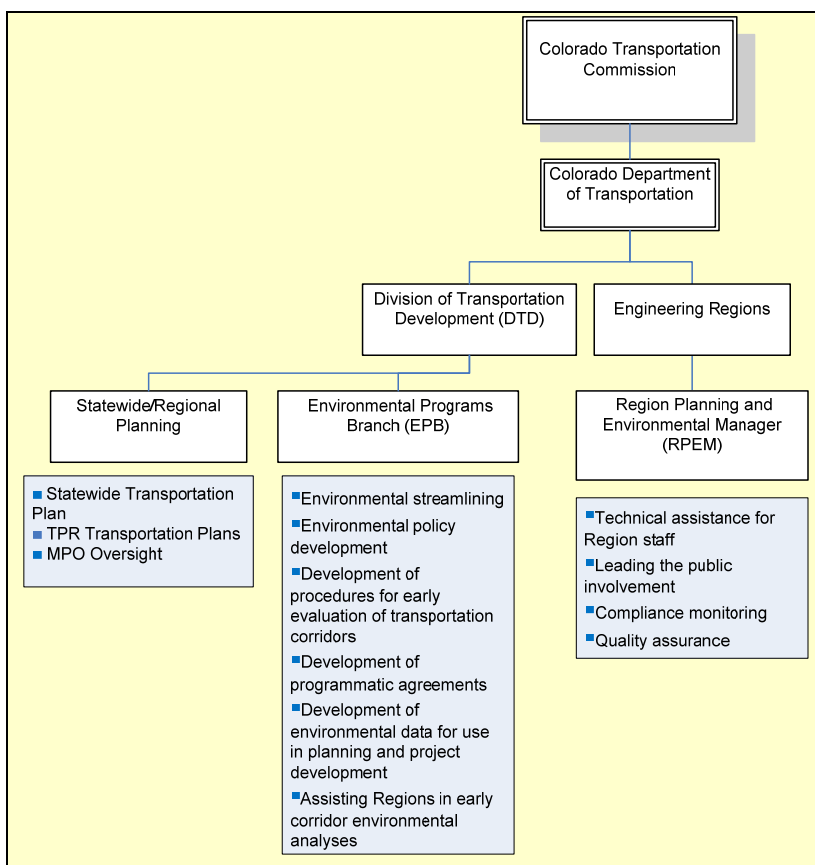 Colorado Transportation
Commission
Colorado Department
of Transportation
Division of Transportation
Development (DTD)
Engineering Regions
Statewide/Regional
Planning
Environmental Programs
Branch (EPB)
Region Planning and
Environmental Manager
(RPEM)
Statewide Transportation
Plan
TPR Transportation Plans
MPO Oversight
Environmental streamlining
Environmental policy
development
Development of
procedures for early
evaluation of transportation
corridors
Development of
programmatic agreements
Development of
environmental data for use
in planning and project
development
Assisting Regions in early
corridor environmental
analyses
Technical assistance for
Region staff
Leading the public
involvement
Compliance monitoring
Quality assurance